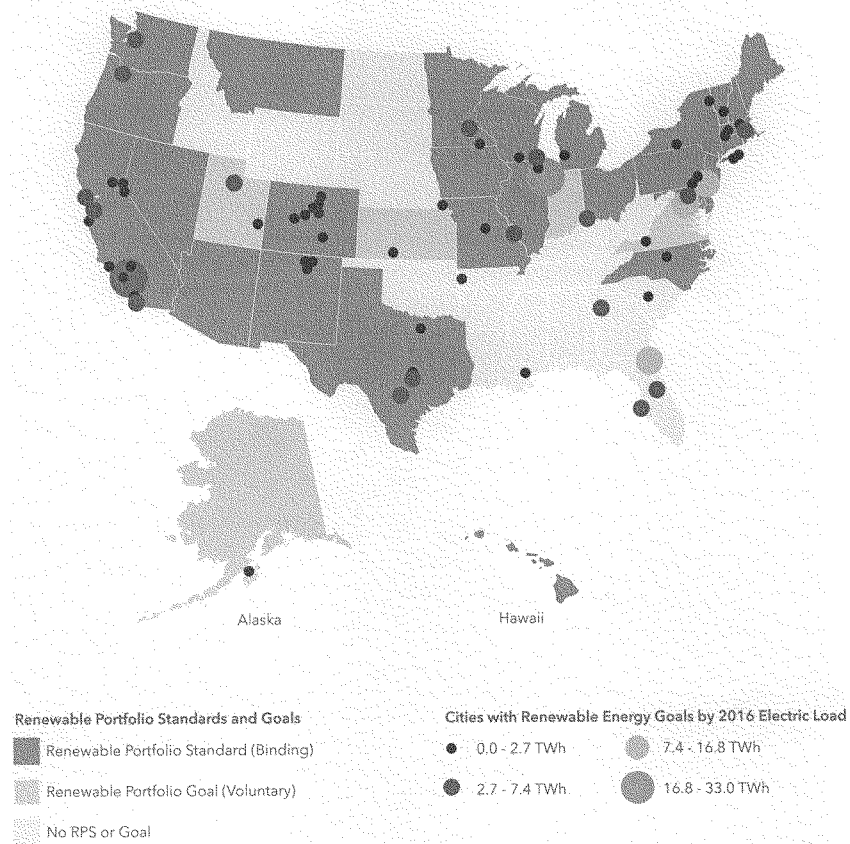 Alaska
Hawaii
Renewable Portfolio Standards and Goals
Renewable Portfolio Standard (Binding)
Renewable Portfolio Goal (Voluntary)
No RPS or Goal
Cities with Renewable Energy Goals by 2016 Electric Load
0.0 - 2.7 TWh
7.4 - 16.8 TWh
2.7 - 7.4 TWh
16.8 - 33.0 TWh